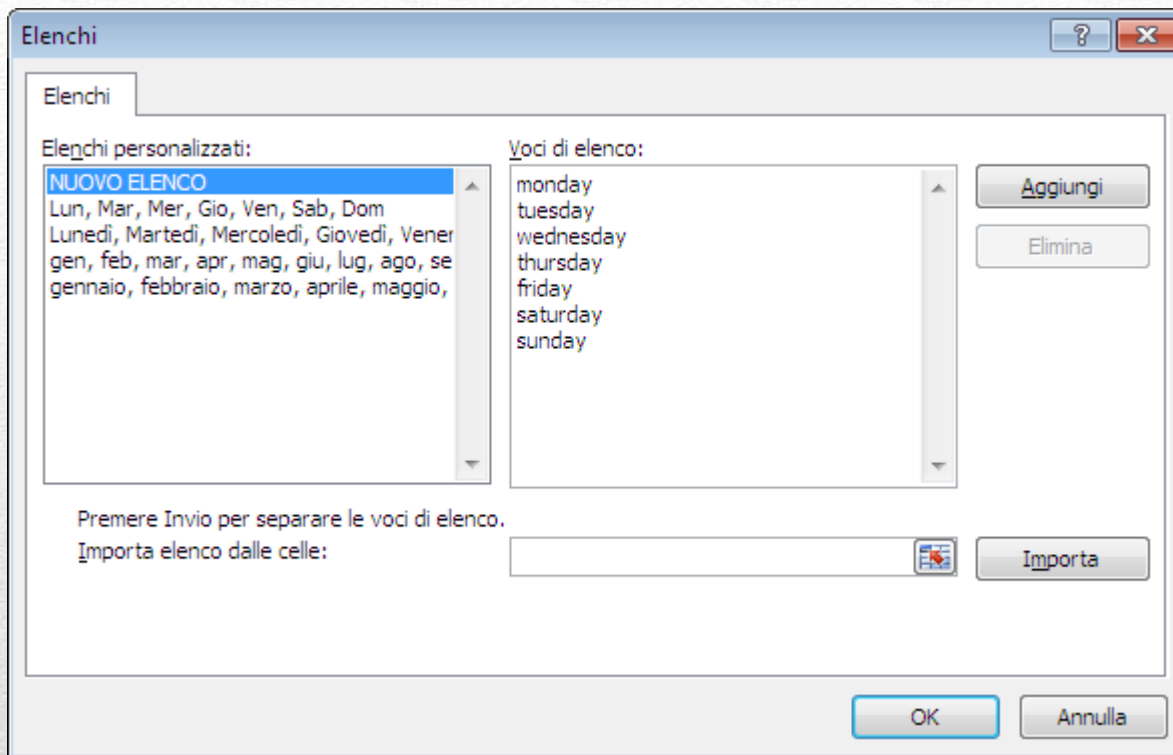 Elenchi
Elenchi
Elenchi personalizzati:
NUOVO ELENCO
Lun, Mar, Mer, Gio, Ven, Sab, Dom
Lunedì, Martedì, Mercoledì, Giovedì, Vener
gen, feb, mar, apr, mag, giu, lug, ago, se
gennaio, febbraio, marzo, aprile, maggio,
Voci di elenco:
monday
tuesday
wednesday
thursday
friday
saturday
sunday
Aggiungi
Elimina
Premere Invio per separare le voci di elenco.
Importa elenco dalle celle:
Importa
OK
Annulla